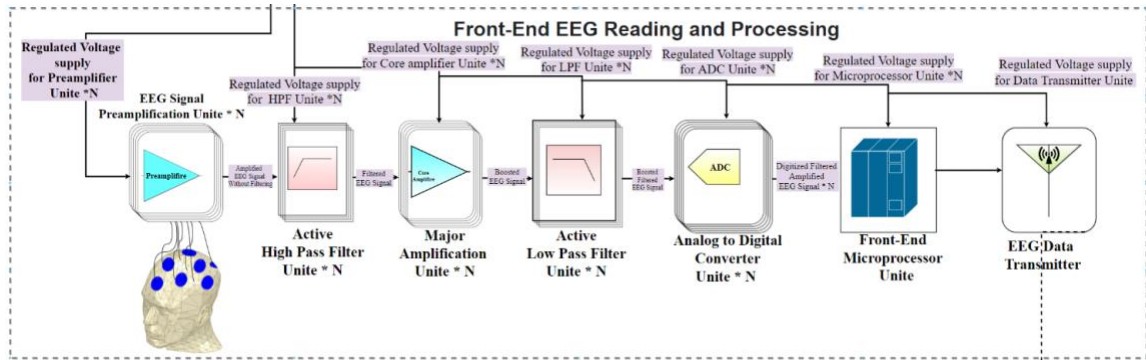 Front-End EEG Reading and Processing
Regulated Voltage
supply
for Preamplifier
Unite *N
Regulated Voltage supply
for HPF Unite *N
Regulated Voltage supply
for Core amplifier Unite *N
Regulated Voltage supply
for LPF Unite *N
Regulated Voltage supply
for ADC Unite *N
Regulated Voltage supply
for Microprocessor Unite *N
Regulated Voltage supply
for Data Transmitter Unite
EEG Signal
Preamplification Unite * N
Preamplifire
Amplified
EEG Signal
Without Filtering
Active
High Pass Filter
Unite * N
Filtered
EEG Signal
Core
Amplifire
Major
Amplification
Unite * N
Boosted
EEG Signal
Active
Low Pass Filter
Unite * N
Boosted
Filtered
EEG Signal
ADC
Analog to Digital
Converter
Unite * N
Digitized Filtered
Amplified
EEG Signal * N
Front-End
Microprocessor
Unite
EEG Data
Transmitter